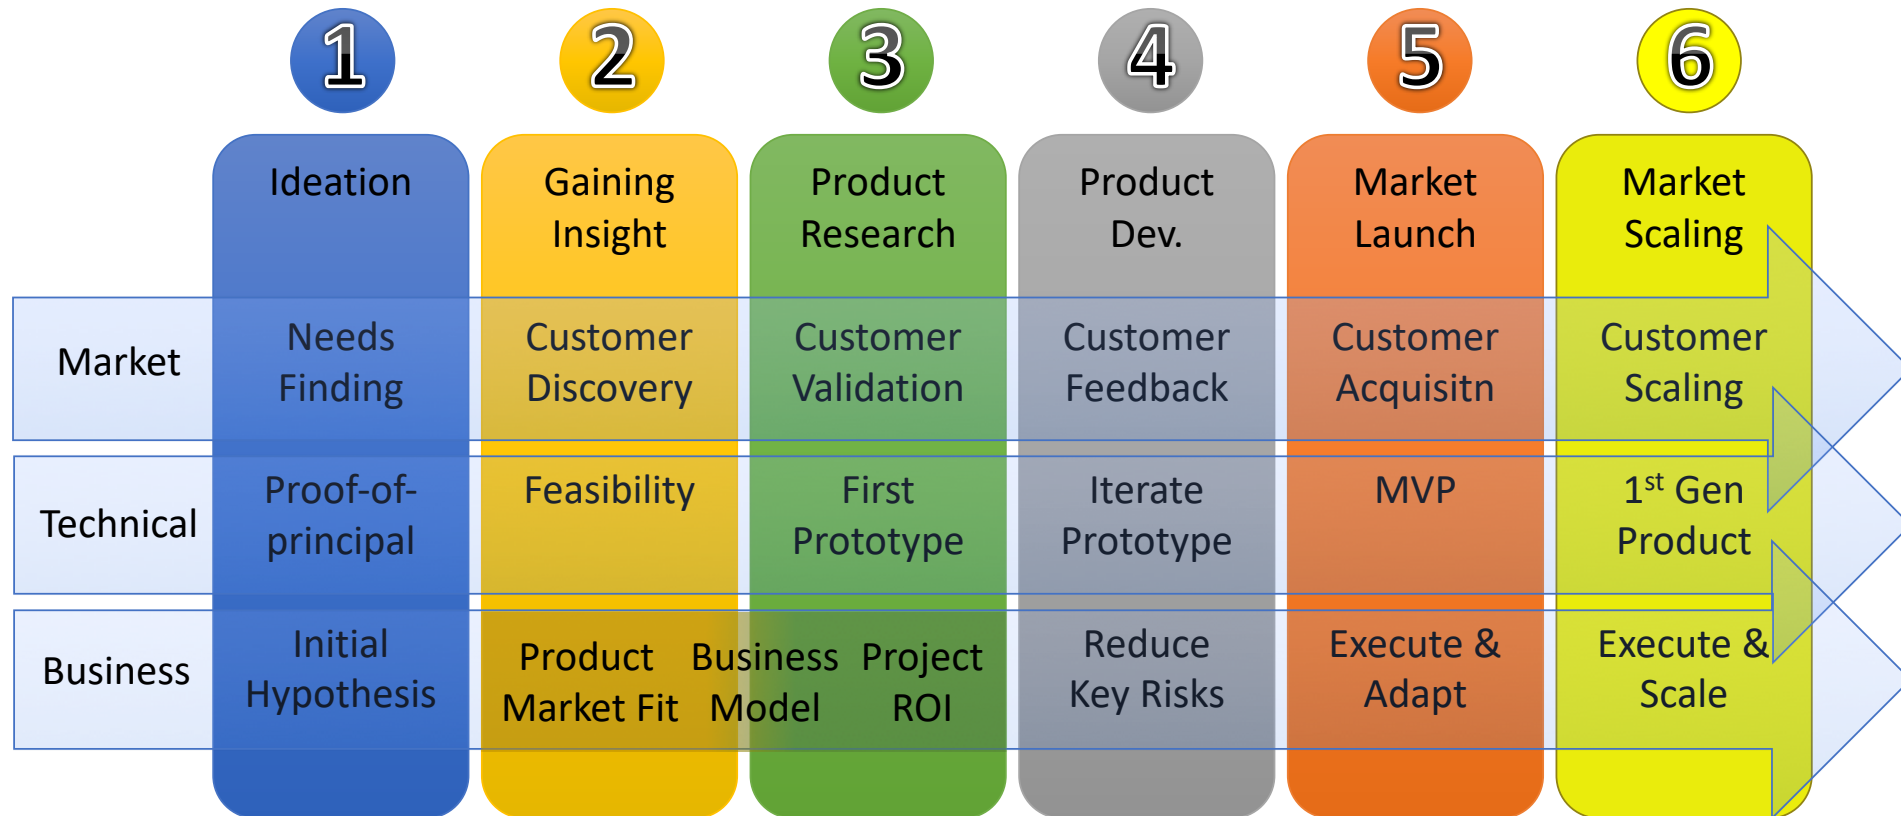 1 2 3 4 5 6
Ideation
Gaining
Insight
Product
Research
Product
Dev.
Market
Launch
Market
Scaling
Market
Needs
Finding
Customer
Discovery
Customer
Validation
Customer
Feedback
Customer
Acquisitn
Customer
Scaling
Technical
Proof-of-
principal
Feasibility
First
Prototype
Iterate
Prototype
MVP
1st Gen
Product
Business
Initial
Hypothesis
Product
Market Fit
Business
Model
Project
ROI
Reduce
Key Risks
Execute &
Adapt
Execute &
Scale